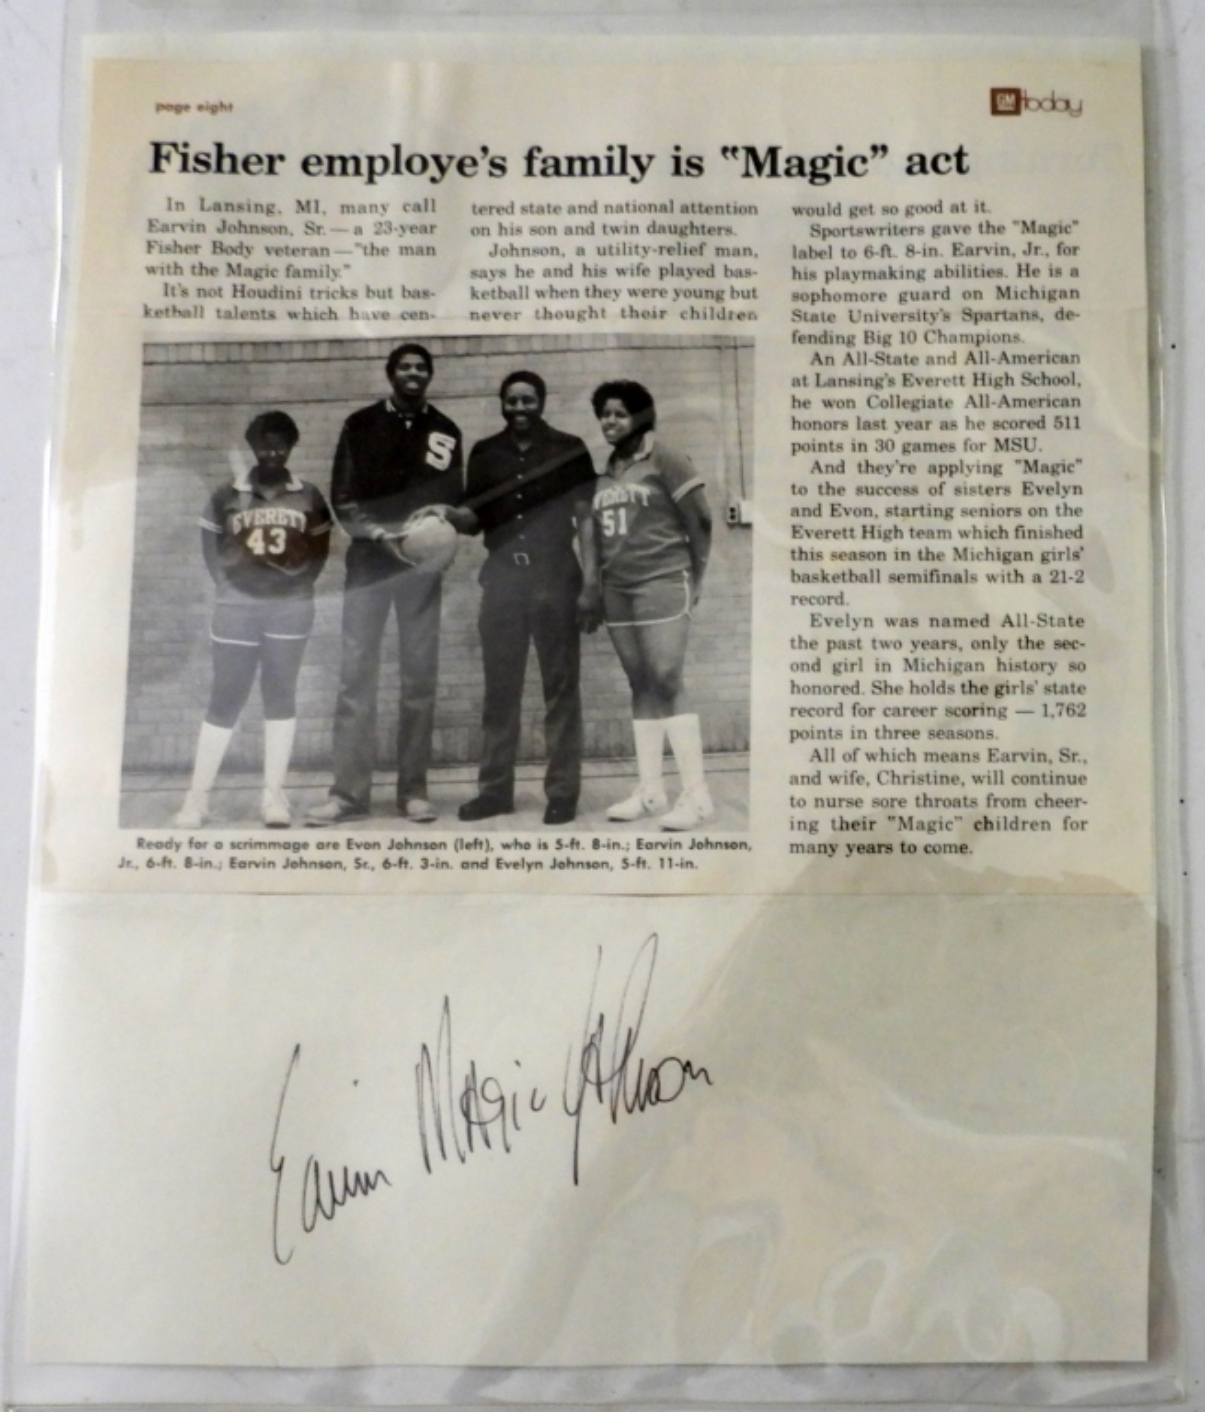 page eight
GM today
Fisher employe's family is "Magic" act
In Lansing, MI, many call
Earvin Johnson, Sr. — a 23-year
Fisher Body veteran — "the man
with the Magic family."
It's not Houdini tricks but bas-
ketball talents which have cen-
tered state and national attention
on his son and twin daughters.
Johnson, a utility-relief man,
says he and his wife played bas-
ketball when they were young but
never thought their children
would get so good at it.
Sportswriters gave the "Magic"
label to 6-ft. 8-in. Earvin, Jr., for
his playmaking abilities. He is a
sophomore guard on Michigan
State University's Spartans, de-
fending Big 10 Champions.
An All-State and All-American
at Lansing's Everett High School,
he won Collegiate All-American
honors last year as he scored 511
points in 30 games for MSU.
And they're applying "Magic"
to the success of sisters Evelyn
and Evon, starting seniors on the
Everett High team which finished
this season in the Michigan girls'
basketball semifinals with a 21-2
record.
Evelyn was named All-State
the past two years, only the sec-
ond girl in Michigan history so
honored. She holds the girls' state
record for career scoring — 1,762
points in three seasons.
All of which means Earvin, Sr.,
and wife, Christine, will continue
to nurse sore throats from cheer-
ing their "Magic" children for
many years to come.
S
EVERETT
43
EVERETT
51
Ready for a scrimmage are Evon Johnson (left), who is 5-ft. 8-in.; Earvin Johnson,
Jr., 6-ft. 8-in.; Earvin Johnson, Sr., 6-ft. 3-in. and Evelyn Johnson, 5-ft. 11-in.
Earvin Magic Johnson